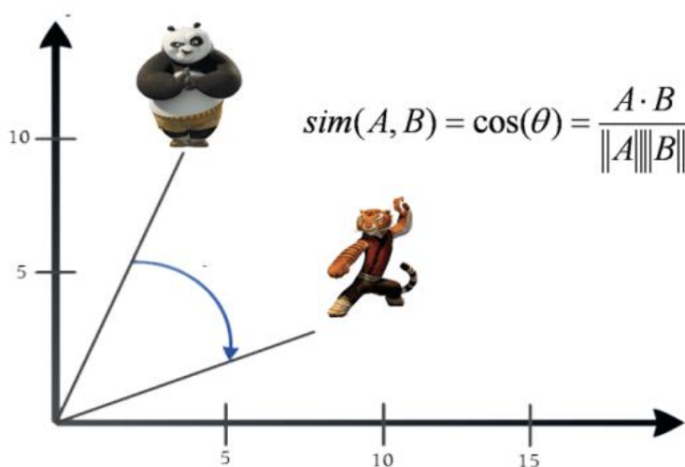 10
sim(A, B) = cos(θ) = A · B / ||A||||B||
5
5 10 15